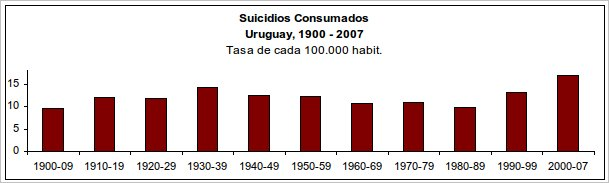 Suicidios Consumados
Uruguay, 1900 - 2007
Tasa de cada 100.000 habit.
15
10
5
0
1900-09 1910-19 1920-29 1930-39 1940-49 1950-59 1960-69 1970-79 1980-89 1990-99 2000-07